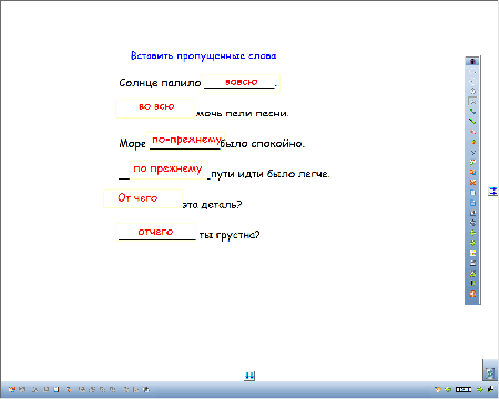 Вставить пропущенные слова
Солнце палило вовсю.
Во всю мочь пели песни.
Море по-прежнему было спокойно.
По прежнему пути идти было легче.
От чего эта деталь?
отчего ты грустна?